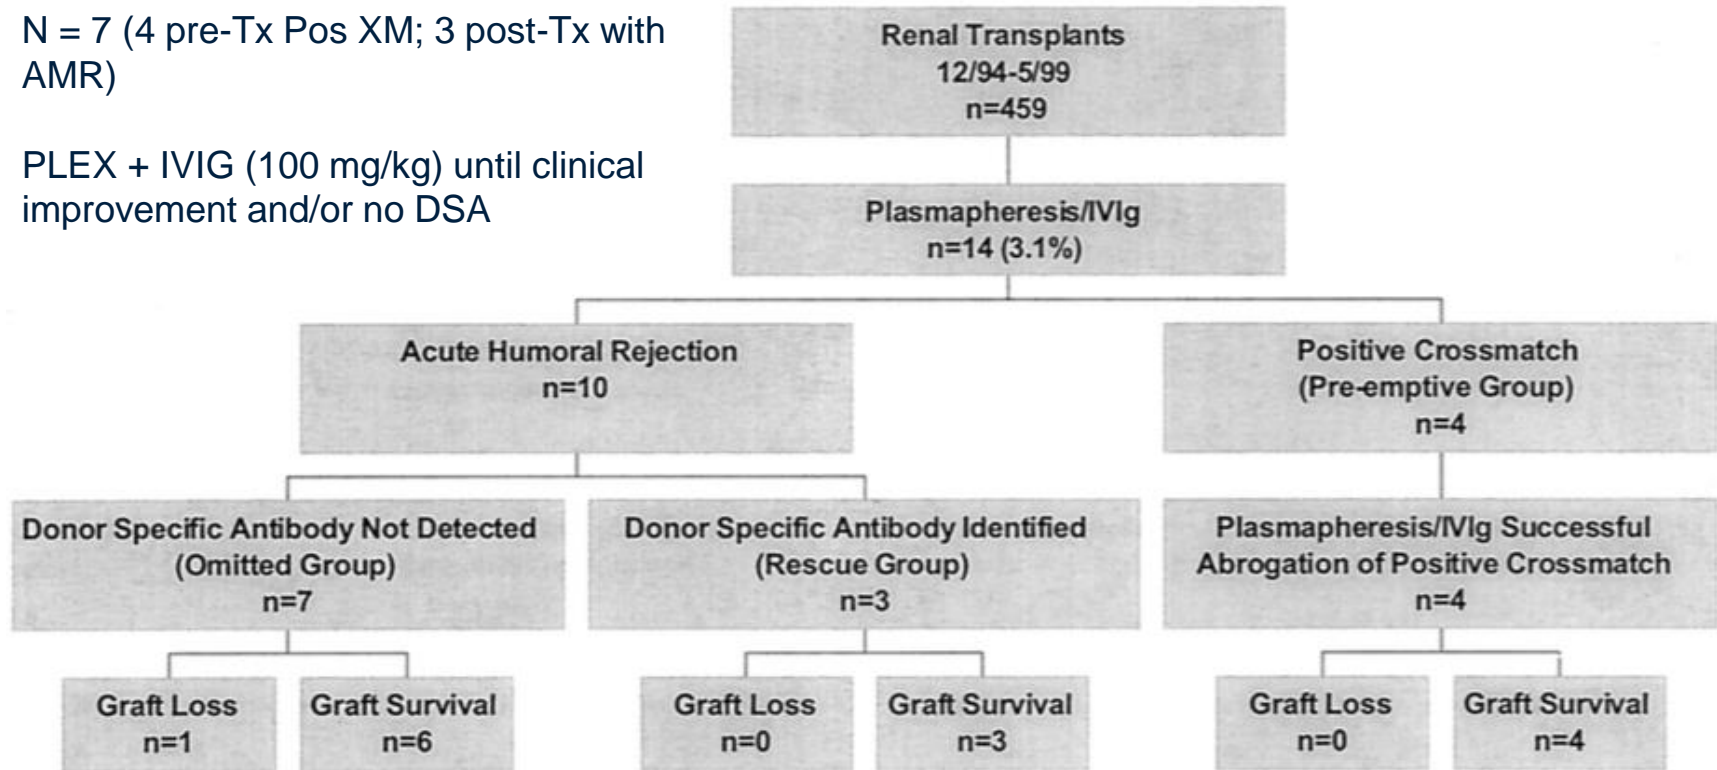 N = 7 (4 pre-Tx Pos XM; 3 post-Tx with
AMR)
PLEX + IVIG (100 mg/kg) until clinical
improvement and/or no DSA
Renal Transplants
12/94-5/99
n=459
Plasmapheresis/IVIg
n=14 (3.1%)
Acute Humoral Rejection
n=10
Positive Crossmatch
(Pre-emptive Group)
n=4
Donor Specific Antibody Not Detected
(Omitted Group)
n=7
Donor Specific Antibody Identified
(Rescue Group)
n=3
Plasmapheresis/IVIg Successful
Abrogation of Positive Crossmatch
n=4
Graft Loss
n=1
Graft Survival
n=6
Graft Loss
n=0
Graft Survival
n=3
Graft Loss
n=0
Graft Survival
n=4